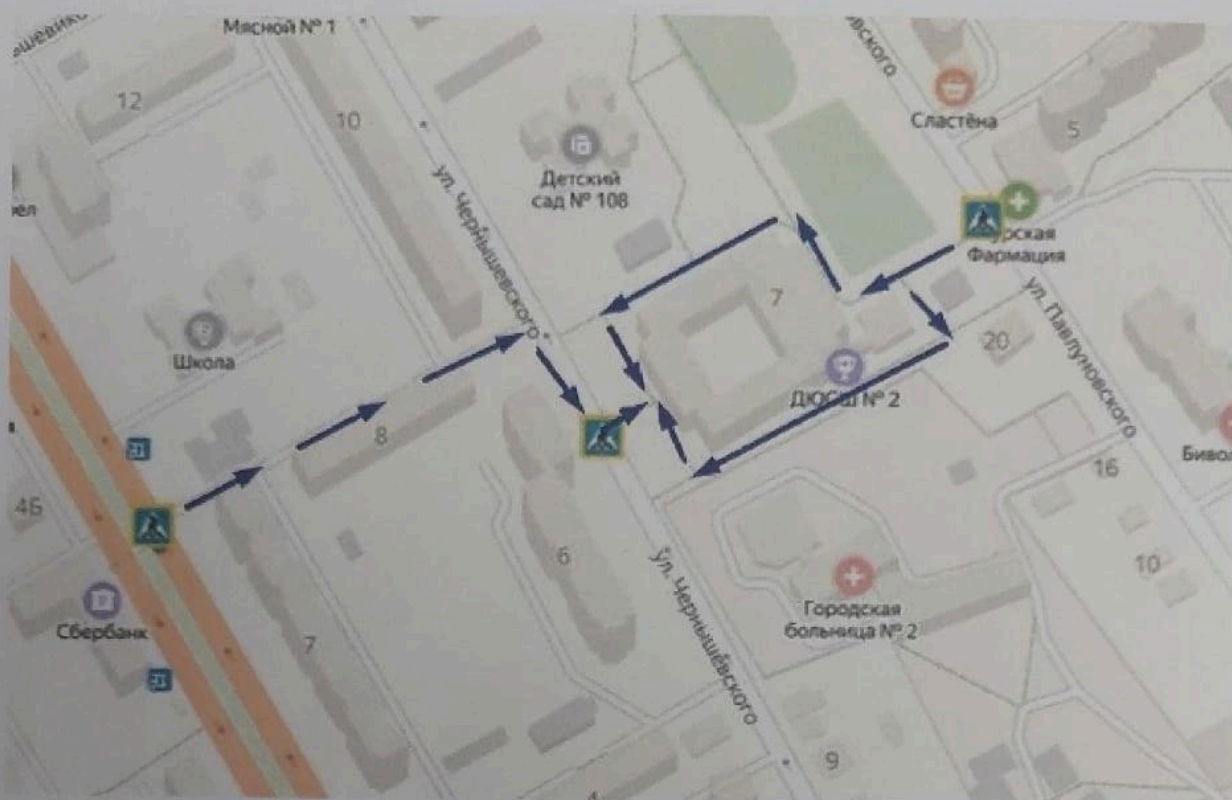 Мясной № 1
12
10
5
Сластёна
Детский
сад № 108
ул. Чернышевского
Фармация
7
ул. Павлуновского
20
Школа
ДЮСШ № 2
8
16
4Б
6
10
Сбербанк
7
Городская
больница № 2
ул. Чернышевского
9